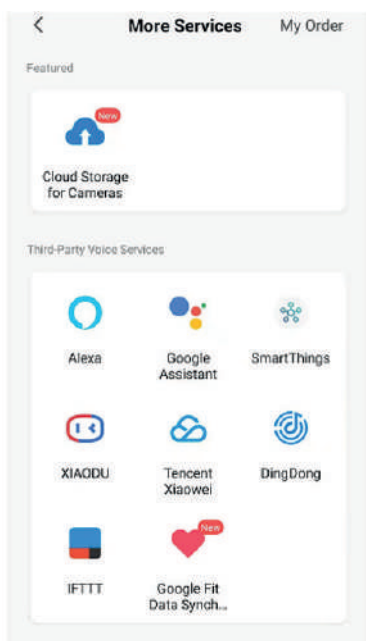 More Services My Order
Featured
New
Cloud Storage
for Cameras
Third-Party Voice Services
Alexa Google
Assistant SmartThings
XIAODU Tencent
Xiaowei DingDong
New
IFTTT Google Fit
Data Synch...